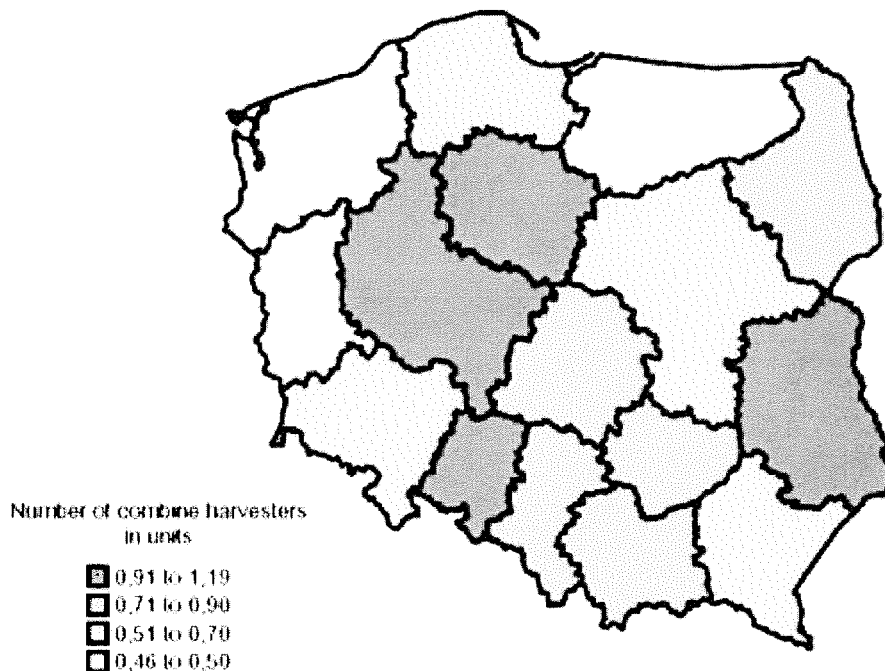 Number of combine harvesters
in units
0,91 to 1,19
0,71 to 0,90
0,51 to 0,70
0,46 to 0,50